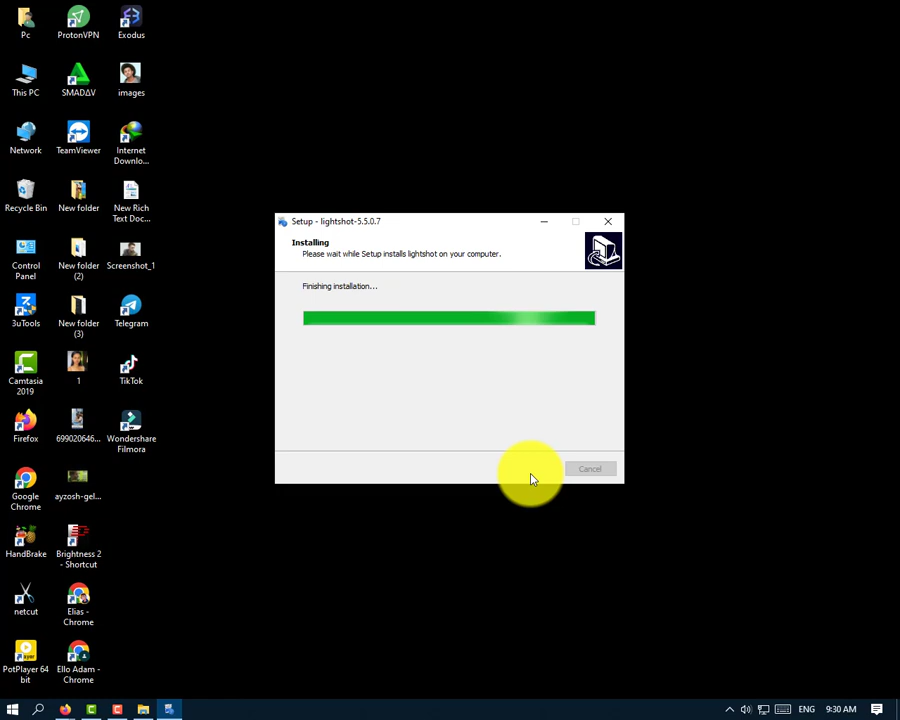 Pc
ProtonVPN
Exodus
This PC
SMADΔV
images
Network
TeamViewer
Internet
Downlo...
Recycle Bin
New folder
New Rich
Text Doc...
Control
Panel
New folder
(2)
Screenshot_1
3uTools
New folder
(3)
Telegram
Camtasia
2019
1
TikTok
Firefox
699020646...
Wondershare
Filmora
Google
Chrome
ayzosh-gel...
HandBrake
Brightness 2
- Shortcut
netcut
Elias -
Chrome
PotPlayer 64
bit
Ello Adam -
Chrome
Setup - lightshot-5.5.0.7
Installing
Please wait while Setup installs lightshot on your computer.
Finishing installation...
Cancel
ENG 9:30 AM